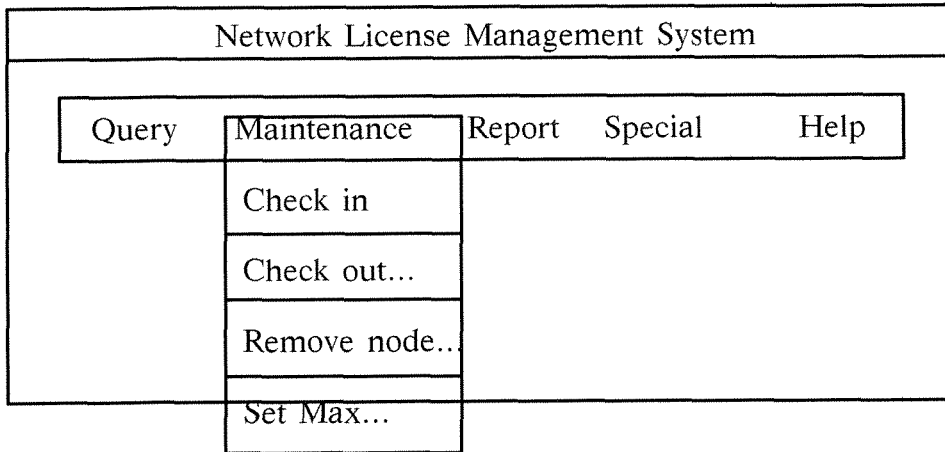 Network License Management System
Query Maintenance Report Special Help
Check in
Check out...
Remove node...
Set Max...